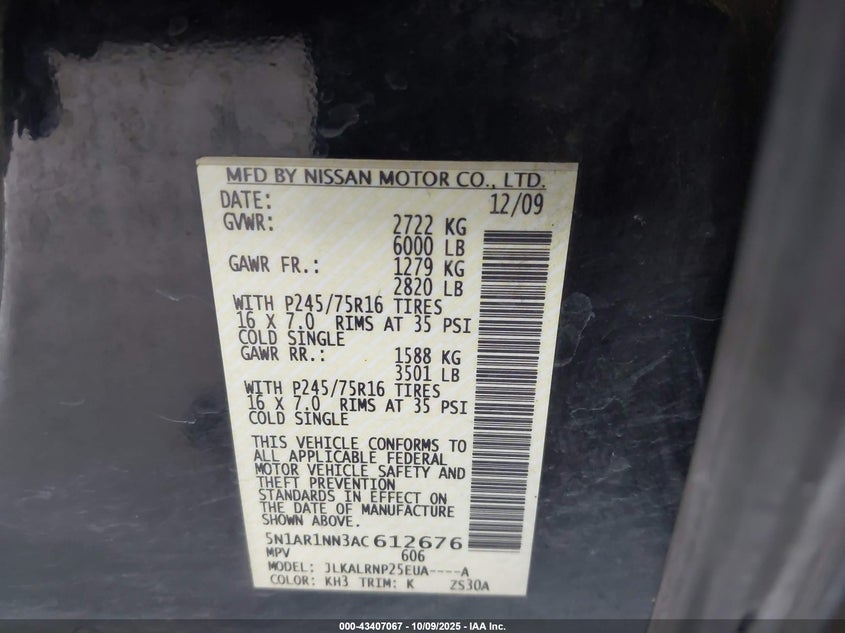 MFD BY NISSAN MOTOR CO., LTD.
DATE: 12/09
GVWR: 2722 KG
6000 LB
GAWR FR.: 1279 KG
2820 LB
WITH P245/75R16 TIRES
16 X 7.0 RIMS AT 35 PSI
COLD SINGLE
GAWR RR.: 1588 KG
3501 LB
WITH P245/75R16 TIRES
16 X 7.0 RIMS AT 35 PSI
COLD SINGLE
THIS VEHICLE CONFORMS TO
ALL APPLICABLE FEDERAL
MOTOR VEHICLE SAFETY AND
THEFT PREVENTION
STANDARDS IN EFFECT ON
THE DATE OF MANUFACTURE
SHOWN ABOVE.
5N1AR1NN3AC612676
MPV 606
MODEL: JLKALRNP25EUA----A
COLOR: KH3 TRIM: K ZS30A
000-43407067 - 10/09/2025 - IAA Inc.